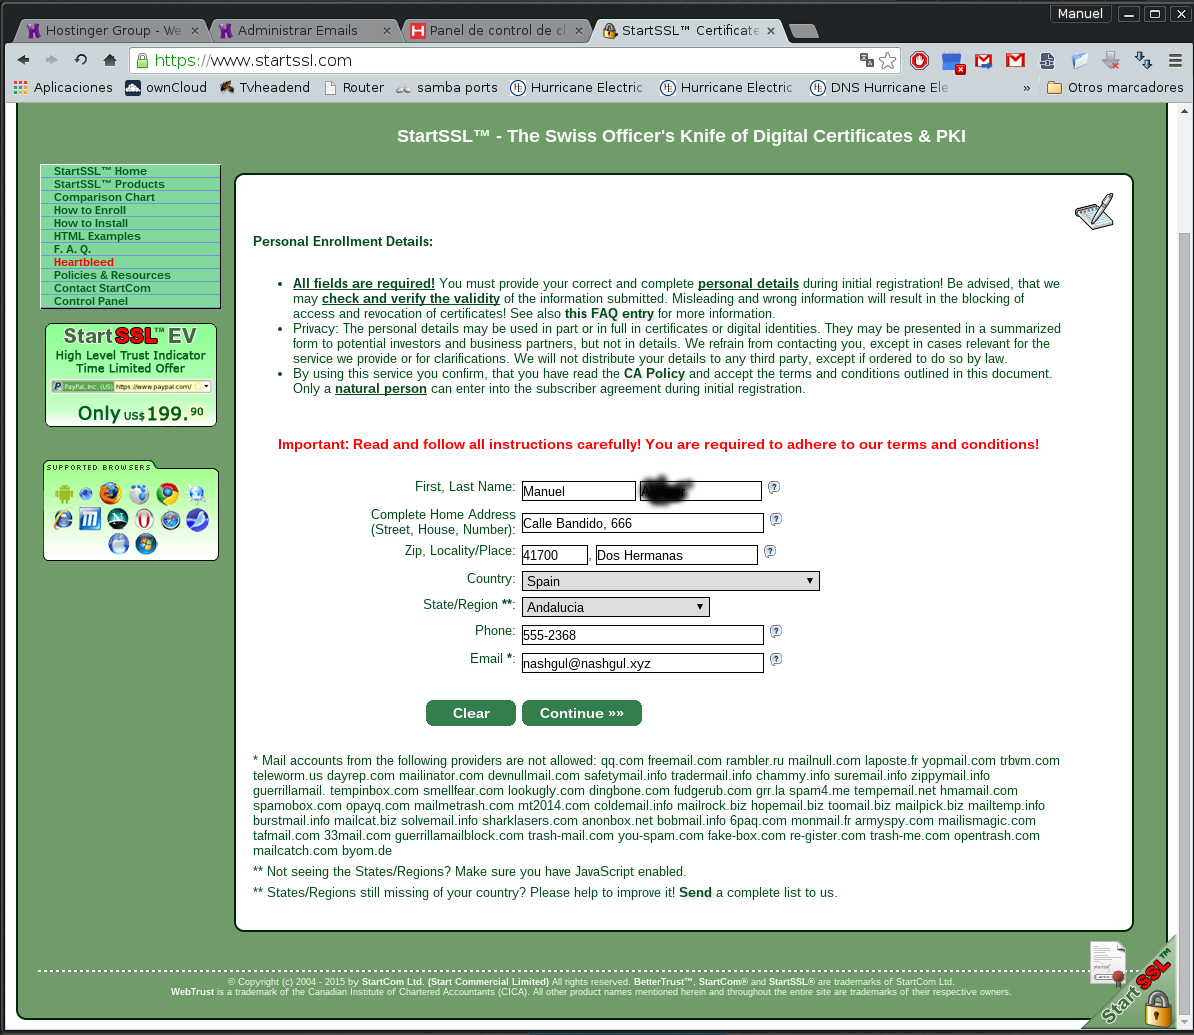 Manuel
Hostinger Group - We
Administrar Emails
Panel de control de cl
StartSSL™ Certificate
https://www.startssl.com
Aplicaciones
ownCloud
Tvheadend
Router
samba ports
Hurricane Electric
Hurricane Electric
DNS Hurricane Ele
»
Otros marcadores
StartSSL™ - The Swiss Officer's Knife of Digital Certificates & PKI
StartSSL™ Home
StartSSL™ Products
Comparison Chart
How to Enroll
How to Install
HTML Examples
F. A. Q.
Heartbleed
Policies & Resources
Contact StartCom
Control Panel
StartSSL™ EV
High Level Trust Indicator
Time Limited Offer
PayPal, Inc. (US) https://www.paypal.com/
Only US$ 199.90
SUPPORTED BROWSERS
Personal Enrollment Details:
• All fields are required! You must provide your correct and complete personal details during initial registration! Be advised, that we
may check and verify the validity of the information submitted. Misleading and wrong information will result in the blocking of
access and revocation of certificates! See also this FAQ entry for more information.
• Privacy: The personal details may be used in part or in full in certificates or digital identities. They may be presented in a summarized
form to potential investors and business partners, but not in details. We refrain from contacting you, except in cases relevant for the
service we provide or for clarifications. We will not distribute your details to any third party, except if ordered to do so by law.
• By using this service you confirm, that you have read the CA Policy and accept the terms and conditions outlined in this document.
Only a natural person can enter into the subscriber agreement during initial registration.
Important: Read and follow all instructions carefully! You are required to adhere to our terms and conditions!
First, Last Name: Manuel
Complete Home Address
(Street, House, Number): Calle Bandido, 666
Zip, Locality/Place: 41700 , Dos Hermanas
Country: Spain
State/Region **: Andalucia
Phone: 555-2368
Email *: nashgul@nashgul.xyz
Clear Continue »»
* Mail accounts from the following providers are not allowed: qq.com freemail.com rambler.ru mailnull.com laposte.fr yopmail.com trbvm.com
teleworm.us dayrep.com mailinator.com devnullmail.com safetymail.info tradermail.info chammy.info suremail.info zippymail.info
guerrillamail. tempinbox.com smellfear.com lookugly.com dingbone.com fudgerub.com grr.la spam4.me tempemail.net hmamail.com
spamobox.com opayq.com mailmetrash.com mt2014.com coldemail.info mailrock.biz hopemail.biz toomail.biz mailpick.biz mailtemp.info
burstmail.info mailcat.biz solvemail.info sharklasers.com anonbox.net bobmail.info 6paq.com monmail.fr armyspy.com mailismagic.com
tafmail.com 33mail.com guerrillamailblock.com trash-mail.com you-spam.com fake-box.com re-gister.com trash-me.com opentrash.com
mailcatch.com byom.de
** Not seeing the States/Regions? Make sure you have JavaScript enabled.
** States/Regions still missing of your country? Please help to improve it! Send a complete list to us.
© Copyright (c) 2004 - 2015 by StartCom Ltd. (Start Commercial Limited) All rights reserved. BetterTrust™, StartCom® and StartSSL® are trademarks of StartCom Ltd.
WebTrust is a trademark of the Canadian Institute of Chartered Accountants (CICA). All other product names mentioned herein and throughout the entire site are trademarks of their respective owners.
StartSSL™